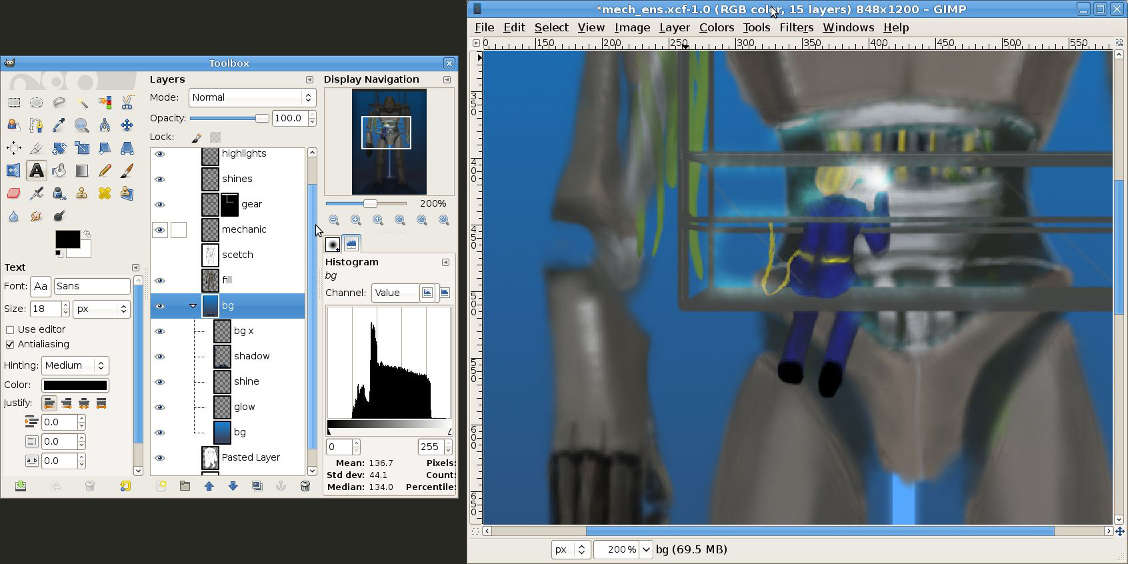 *mech_ens.xcf-1.0 (RGB color, 15 layers) 848x1200 – GIMP
File Edit Select View Image Layer Colors Tools Filters Windows Help
0 150 200 250 300 350 400 450 500 550
Toolbox
Layers
Mode: Normal
Opacity: 100.0
Lock:
highlights
shines
gear
mechanic
scetch
fill
bg
bg x
shadow
shine
glow
bg
Pasted Layer
Display Navigation
200%
Histogram
bg
Channel: Value
0 255
Mean: 136.7 Pixels:
Std dev: 44.1 Count:
Median: 134.0 Percentile:
Text
Font: Aa Sans
Size: 18 px
Use editor
Antialiasing
Hinting: Medium
Color:
Justify:
0.0
0.0
0.0
px 200% bg (69.5 MB)